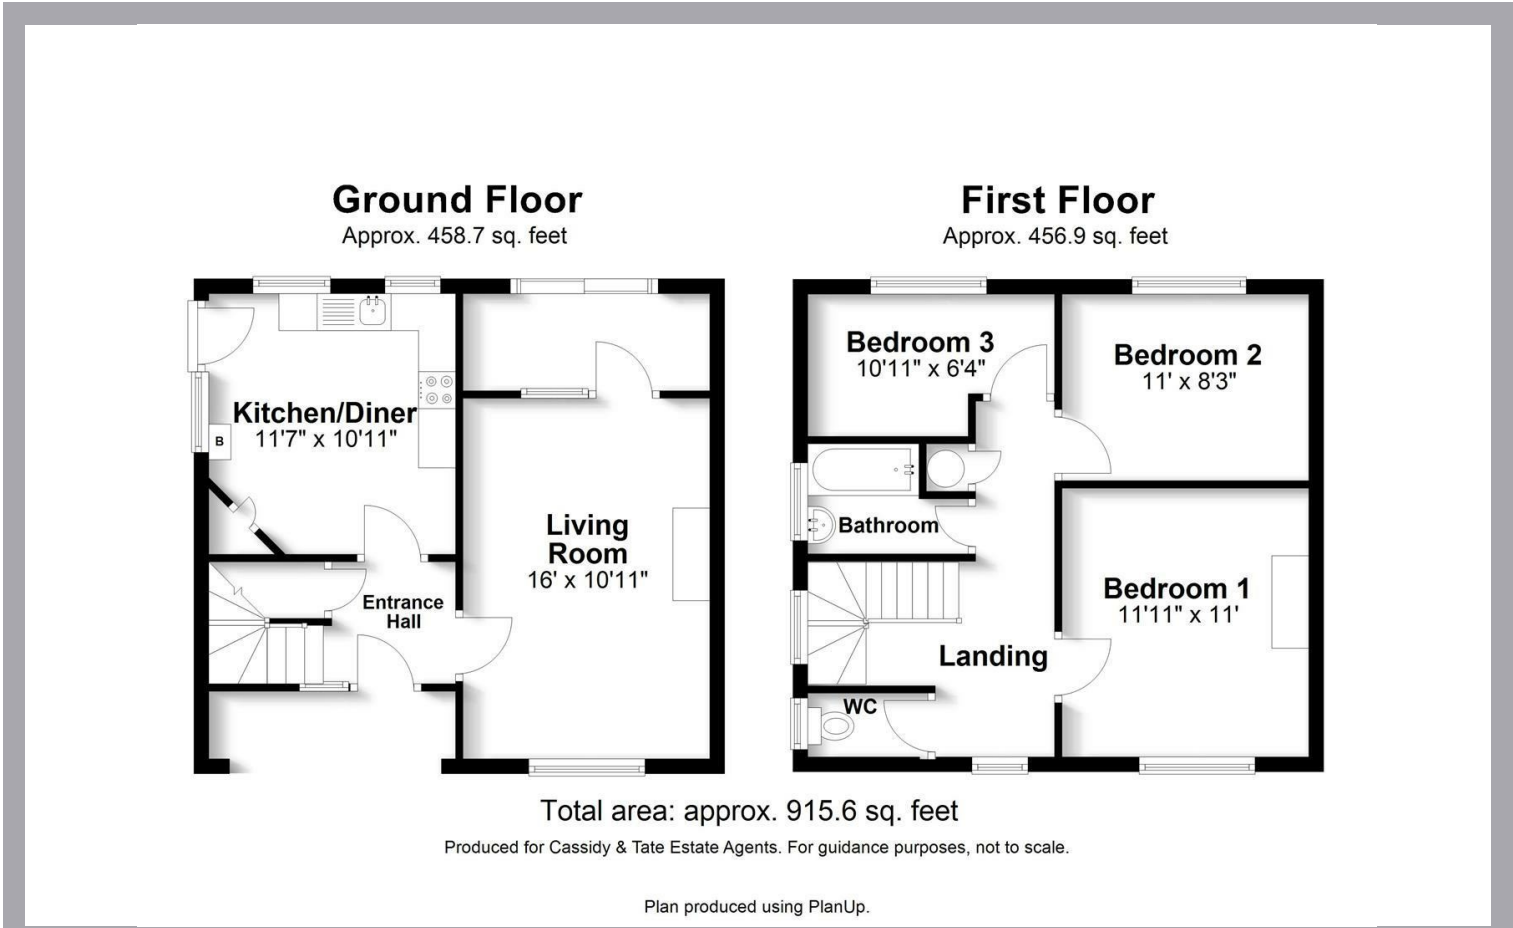 Ground Floor
Approx. 458.7 sq. feet
Kitchen/Diner
11'7" x 10'11"
B
Living
Room
16' x 10'11"
Entrance
Hall
First Floor
Approx. 456.9 sq. feet
Bedroom 3
10'11" x 6'4"
Bedroom 2
11' x 8'3"
Bathroom
Bedroom 1
11'11" x 11'
Landing
WC
Total area: approx. 915.6 sq. feet
Produced for Cassidy & Tate Estate Agents. For guidance purposes, not to scale.
Plan produced using PlanUp.